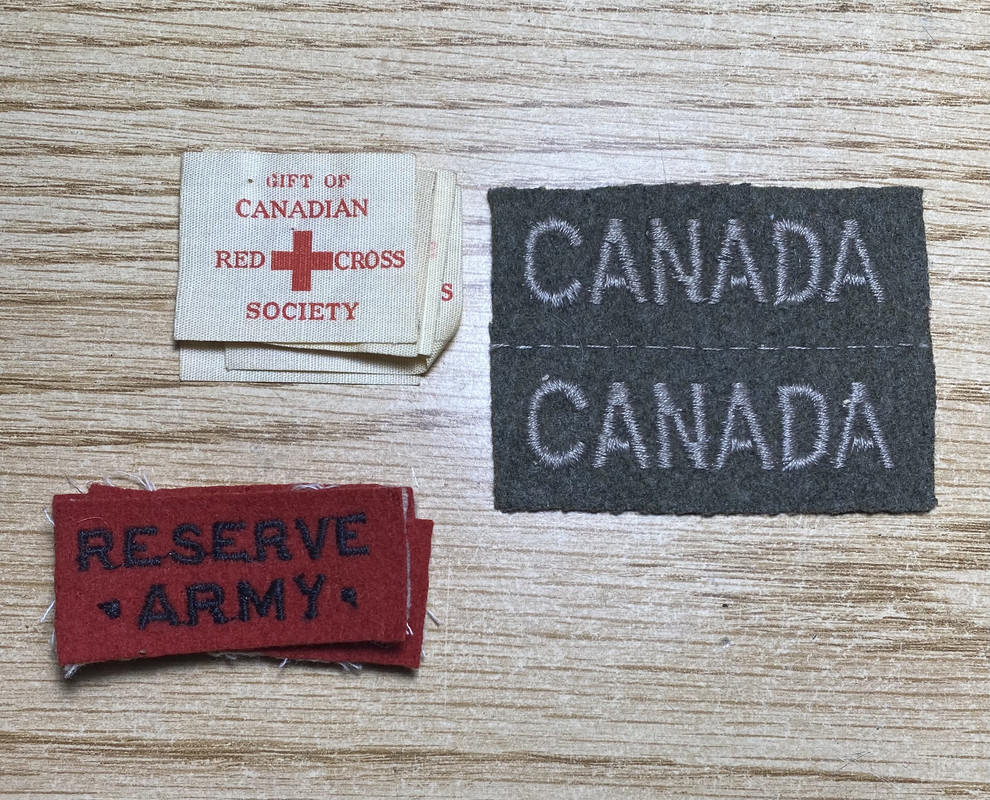 GIFT OF
CANADIAN
RED CROSS
SOCIETY
S
CANADA
CANADA
RESERVE
• ARMY •